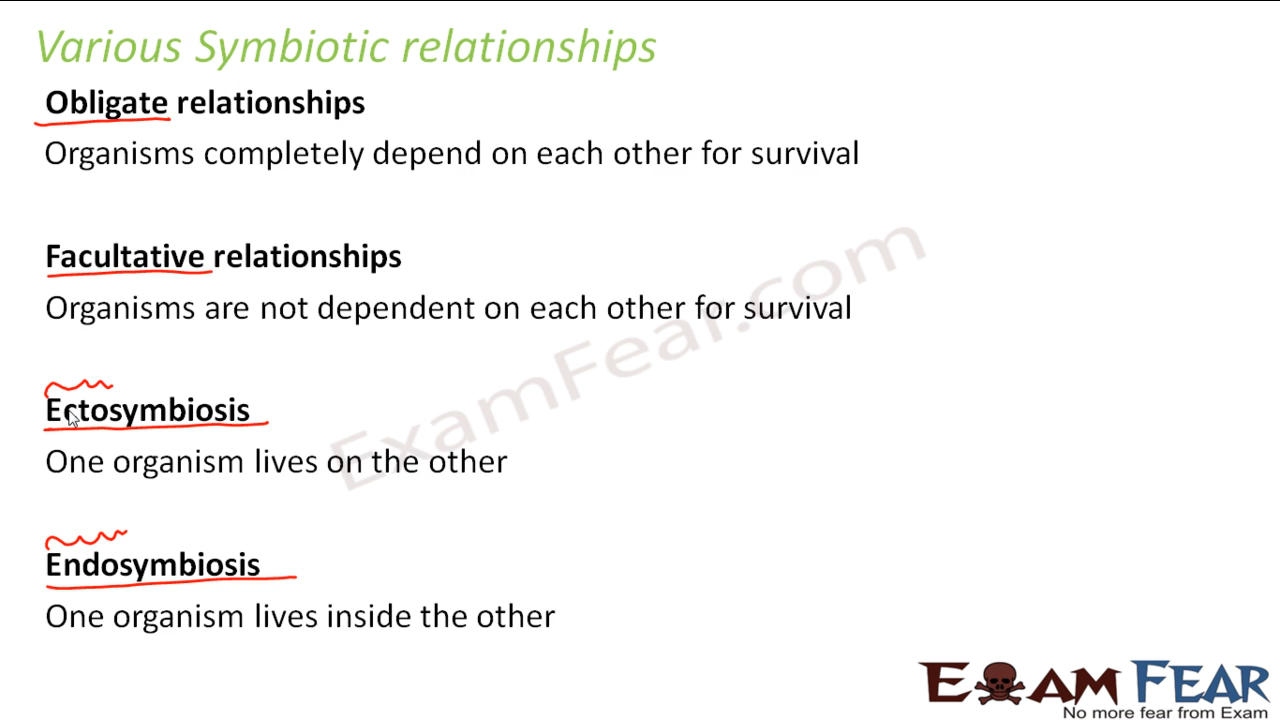 Various Symbiotic relationships
Obligate relationships
Organisms completely depend on each other for survival
Facultative relationships
Organisms are not dependent on each other for survival
ExamFear.com
Ectosymbiosis
One organism lives on the other
Endosymbiosis
One organism lives inside the other
EXAM FEAR
No more fear from Exam